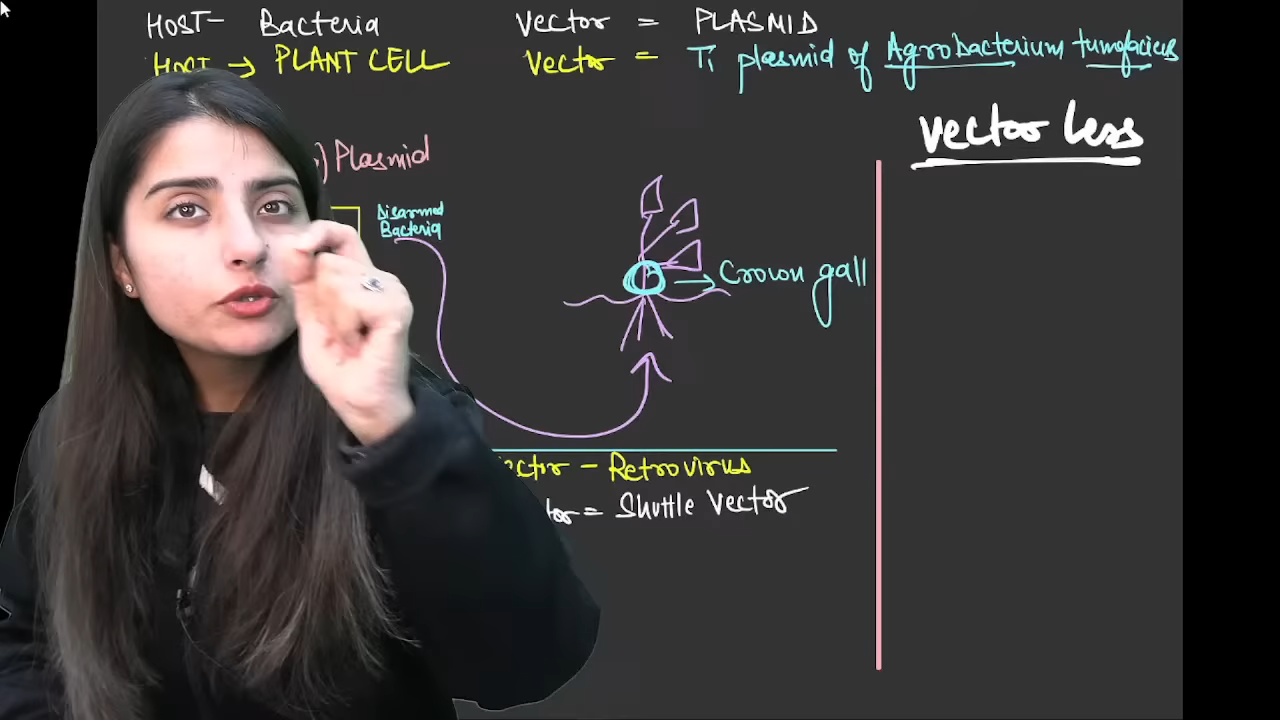 HOST- Bacteria
Vector = PLASMID
HOST → PLANT CELL
Vector = Ti plasmid of Agrobacterium tumefaciens
Vector less
Plasmid
Disarmed
Bacteria
→ Crown gall
- Retrovirus
= Shuttle Vector